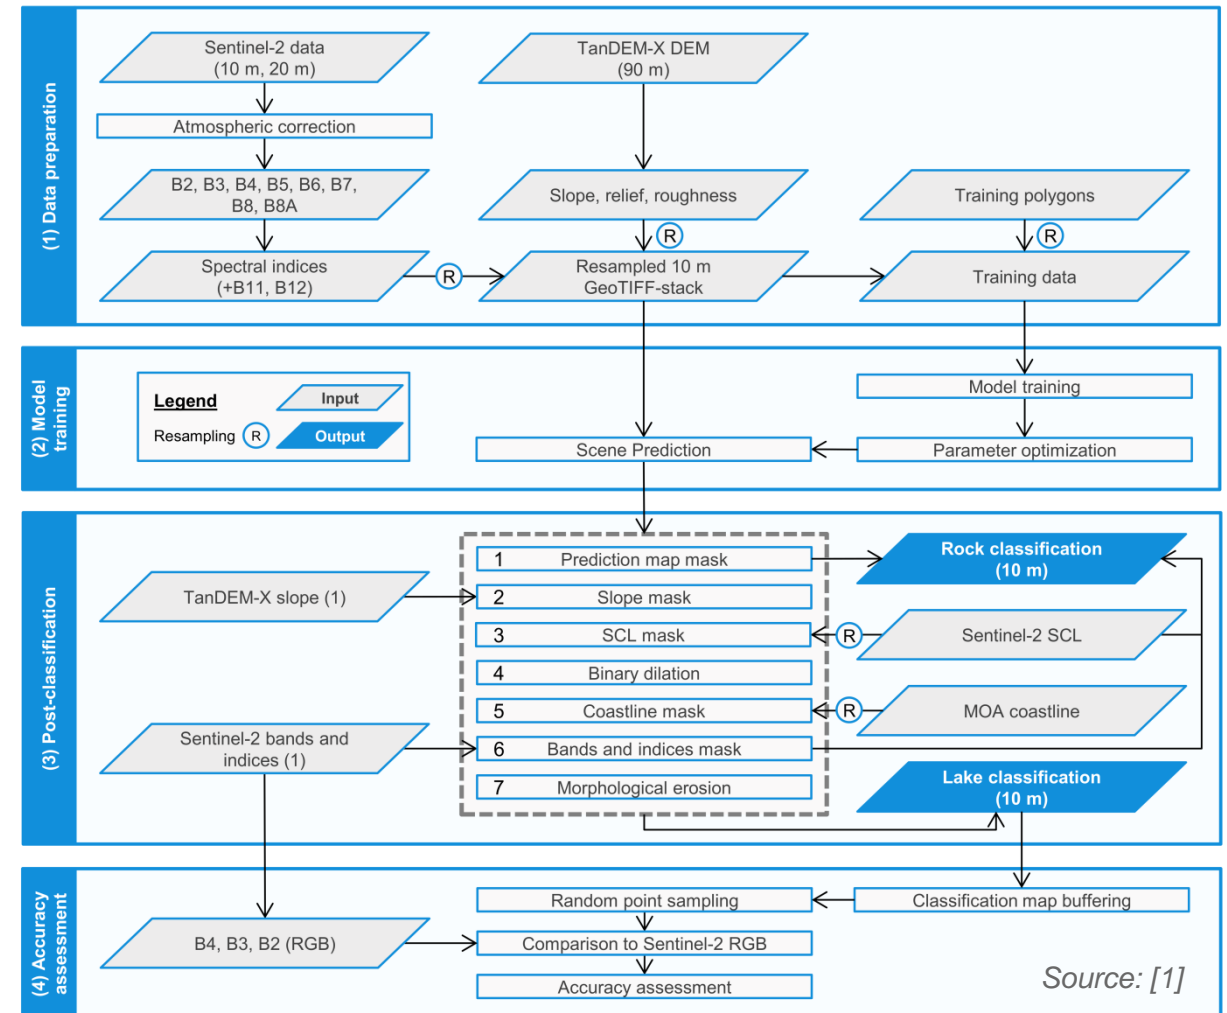 (1) Data preparation
Sentinel-2 data
(10 m, 20 m)
TanDEM-X DEM
(90 m)
Atmospheric correction
B2, B3, B4, B5, B6, B7,
B8, B8A
Slope, relief, roughness
Training polygons
R
R
Spectral indices
(+B11, B12)
R
Resampled 10 m
GeoTIFF-stack
Training data
(2) Model
training
Legend
Input
Resampling R
Output
Model training
Scene Prediction
Parameter optimization
(3) Post-classification
1 Prediction map mask
Rock classification
(10 m)
TanDEM-X slope (1)
2 Slope mask
3 SCL mask
R
Sentinel-2 SCL
4 Binary dilation
5 Coastline mask
R
MOA coastline
Sentinel-2 bands and
indices (1)
6 Bands and indices mask
7 Morphological erosion
Lake classification
(10 m)
(4) Accuracy
assessment
Random point sampling
Classification map buffering
B4, B3, B2 (RGB)
Comparison to Sentinel-2 RGB
Accuracy assessment
Source: [1]